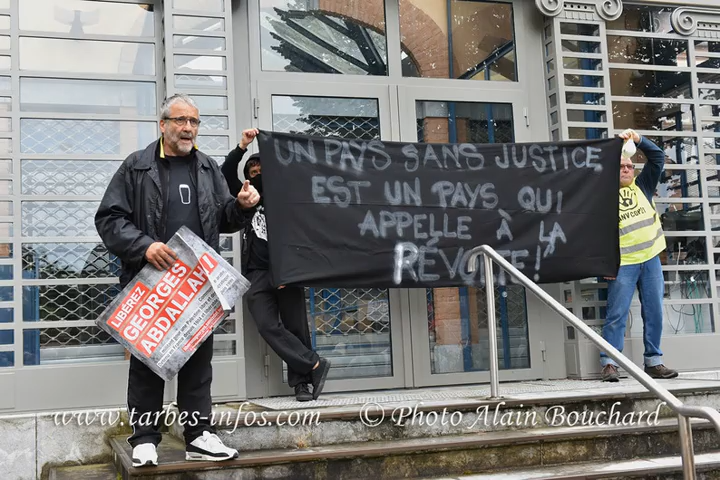 UN PAYS SANS JUSTICE
EST UN PAYS QUI
APPELLE À LA
RÉVOLTE!
LIBÉREZ
GEORGES
ABDALLAH!
www.tarbes-infos.com © Photo Alain Bouchard